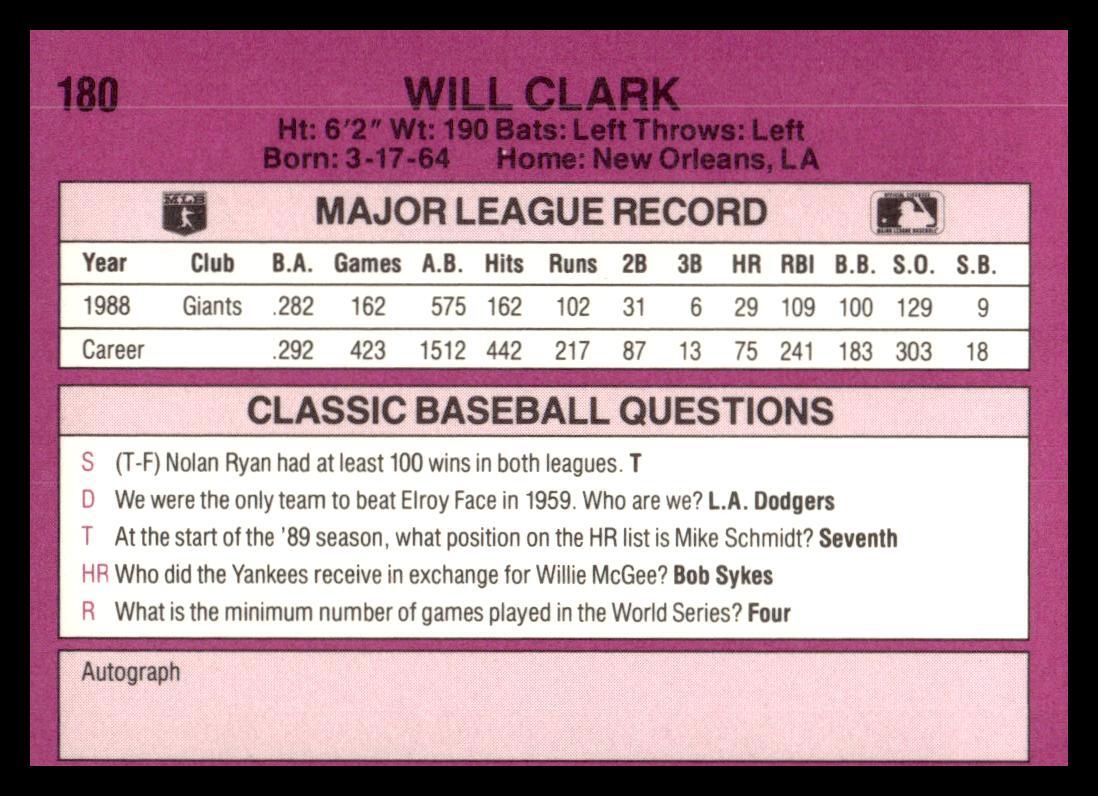 180 WILL CLARK
Ht: 6'2" Wt: 190 Bats: Left Throws: Left
Born: 3-17-64 Home: New Orleans, LA
MLB MAJOR LEAGUE RECORD
Year Club B.A. Games A.B. Hits Runs 2B 3B HR RBI B.B. S.O. S.B.
1988 Giants .282 162 575 162 102 31 6 29 109 100 129 9
Career .292 423 1512 442 217 87 13 75 241 183 303 18
CLASSIC BASEBALL QUESTIONS
S (T-F) Nolan Ryan had at least 100 wins in both leagues. T
D We were the only team to beat Elroy Face in 1959. Who are we? L.A. Dodgers
T At the start of the '89 season, what position on the HR list is Mike Schmidt? Seventh
HR Who did the Yankees receive in exchange for Willie McGee? Bob Sykes
R What is the minimum number of games played in the World Series? Four
Autograph